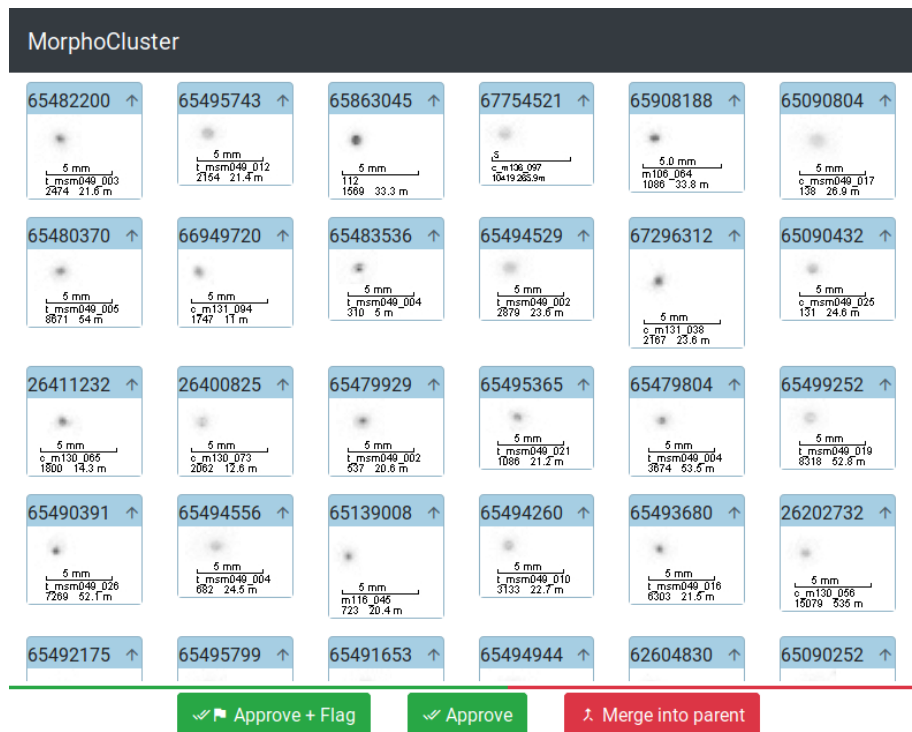 MorphoCluster
65482200 65495743 65863045 67754521 65908188 65090804
5 mm 5 mm 5 mm S 5.0 mm 5 mm
t_msm049_003 t_msm049_012 112 c_m136_097 m106_064 c_msm049_017
2474 21.6 m 2154 21.4 m 1569 33.3 m 10419 265.9m 1086 33.8 m 138 26.9 m
65480370 66949720 65483536 65494529 67296312 65090432
5 mm 5 mm 5 mm 5 mm 5 mm 5 mm
t_msm049_005 c_m131_094 t_msm049_004 t_msm049_002 c_m131_038 c_msm049_025
8671 54 m 1747 11 m 310 5 m 2879 23.6 m 2167 23.6 m 131 24.6 m
26411232 26400825 65479929 65495365 65479804 65499252
5 mm 5 mm 5 mm 5 mm 5 mm 5 mm
c_m130_065 c_m130_073 t_msm049_002 t_msm049_021 t_msm049_004 t_msm049_019
1800 14.3 m 2062 12.6 m 537 20.6 m 1086 21.2 m 3674 53.5 m 8318 52.8 m
65490391 65494556 65139008 65494260 65493680 26202732
5 mm 5 mm 5 mm 5 mm 5 mm 5 mm
t_msm049_026 t_msm049_004 m116_045 t_msm049_010 t_msm049_016 c_m130_056
7269 52.1 m 682 24.5 m 723 20.4 m 3133 22.7 m 6303 21.5 m 15079 535 m
65492175 65495799 65491653 65494944 62604830 65090252
Approve + Flag Approve Merge into parent